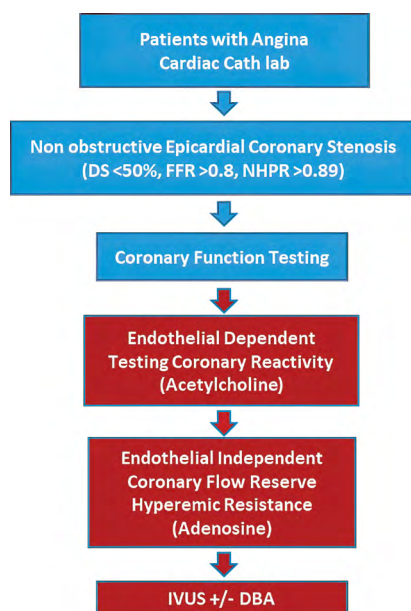 Patients with Angina
Cardiac Cath lab
Non obstructive Epicardial Coronary Stenosis
(DS <50%, FFR >0.8, NHPR >0.89)
Coronary Function Testing
Endothelial Dependent
Testing Coronary Reactivity
(Acetylcholine)
Endothelial Independent
Coronary Flow Reserve
Hyperemic Resistance
(Adenosine)
IVUS +/- DBA